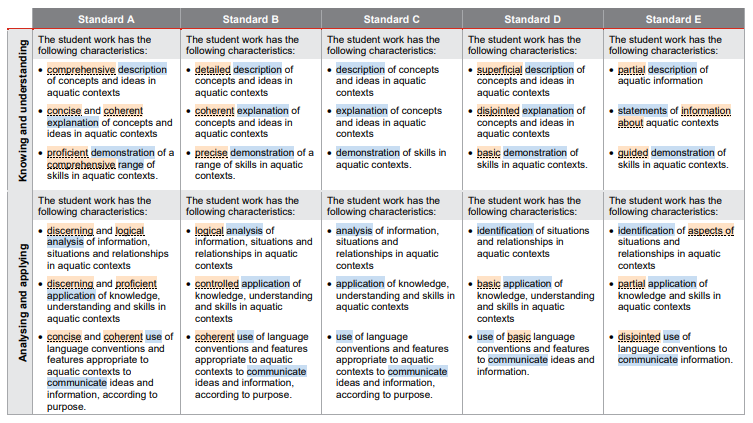 Standard A
Standard B
Standard C
Standard D
Standard E
Knowing and understanding
The student work has the
following characteristics:
• comprehensive description
of concepts and ideas in
aquatic contexts
• concise and coherent
explanation of concepts and
ideas in aquatic contexts
• proficient demonstration of a
comprehensive range of
skills in aquatic contexts.
The student work has the
following characteristics:
• detailed description of
concepts and ideas in
aquatic contexts
• coherent explanation of
concepts and ideas in
aquatic contexts
• precise demonstration of a
range of skills in aquatic
contexts.
The student work has the
following characteristics:
• description of concepts
and ideas in aquatic
contexts
• explanation of concepts
and ideas in aquatic
contexts
• demonstration of skills in
aquatic contexts.
The student work has the
following characteristics:
• superficial description of
concepts and ideas in
aquatic contexts
• disjointed explanation of
concepts and ideas in
aquatic contexts
• basic demonstration of
skills in aquatic contexts.
The student work has the
following characteristics:
• partial description of
aquatic information
• statements of information
about aquatic contexts
• guided demonstration of
skills in aquatic contexts.
Analysing and applying
The student work has the
following characteristics:
• discerning and logical
analysis of information,
situations and relationships
in aquatic contexts
• discerning and proficient
application of knowledge,
understanding and skills in
aquatic contexts
• concise and coherent use of
language conventions and
features appropriate to
aquatic contexts to
communicate ideas and
information, according to
purpose.
The student work has the
following characteristics:
• logical analysis of
information, situations and
relationships in aquatic
contexts
• controlled application of
knowledge, understanding
and skills in aquatic
contexts
• coherent use of language
conventions and features
appropriate to aquatic
contexts to communicate
ideas and information,
according to purpose.
The student work has the
following characteristics:
• analysis of information,
situations and
relationships in aquatic
contexts
• application of knowledge,
understanding and skills in
aquatic contexts
• use of language
conventions and features
appropriate to aquatic
contexts to communicate
ideas and information,
according to purpose.
The student work has the
following characteristics:
• identification of situations
and relationships in
aquatic contexts
• basic application of
knowledge, understanding
and skills in aquatic
contexts
• use of basic language
conventions and features
to communicate ideas and
information.
The student work has the
following characteristics:
• identification of aspects of
situations and
relationships in aquatic
contexts
• partial application of
knowledge and skills in
aquatic contexts
• disjointed use of
language conventions to
communicate information.